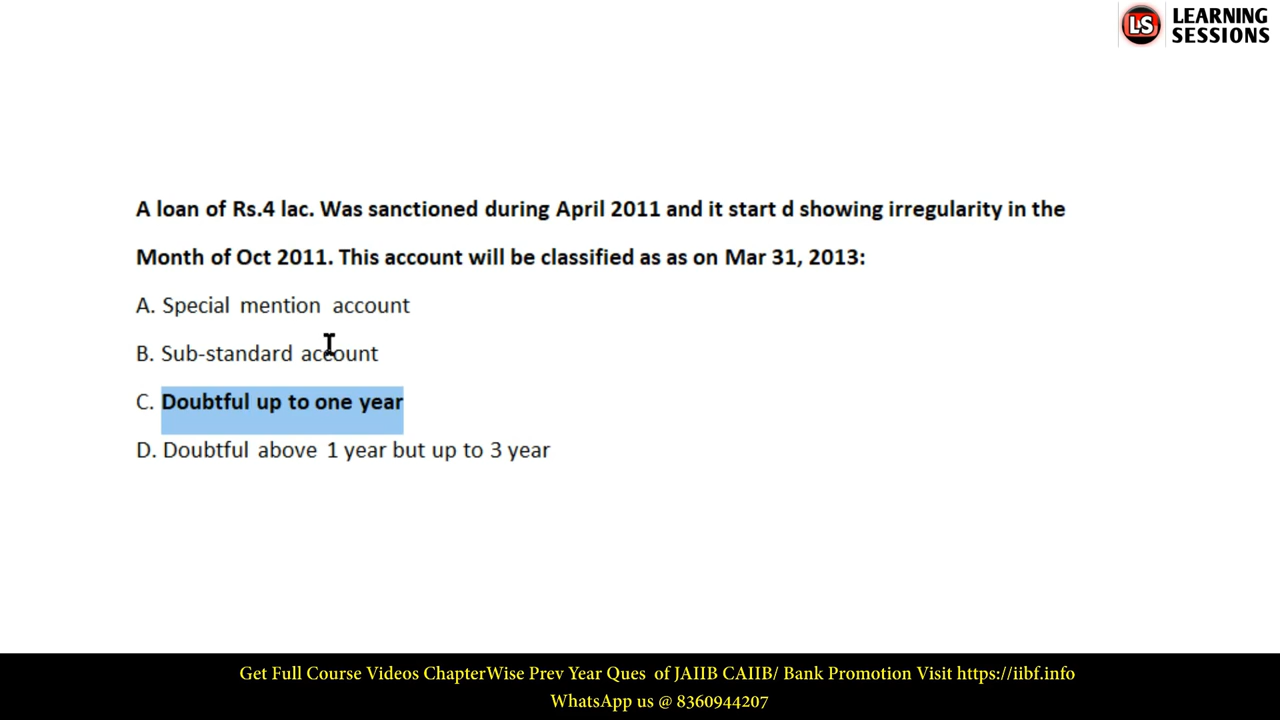 LEARNING
LS
SESSIONS
A loan of Rs.4 lac. Was sanctioned during April 2011 and it start d showing irregularity in the
Month of Oct 2011. This account will be classified as as on Mar 31, 2013:
A. Special mention account
B. Sub-standard account
C. Doubtful up to one year
D. Doubtful above 1 year but up to 3 year
Get Full Course Videos ChapterWise Prev Year Ques of JAIIB CAIIB/ Bank Promotion Visit https://iibf.info
WhatsApp us @ 8360944207